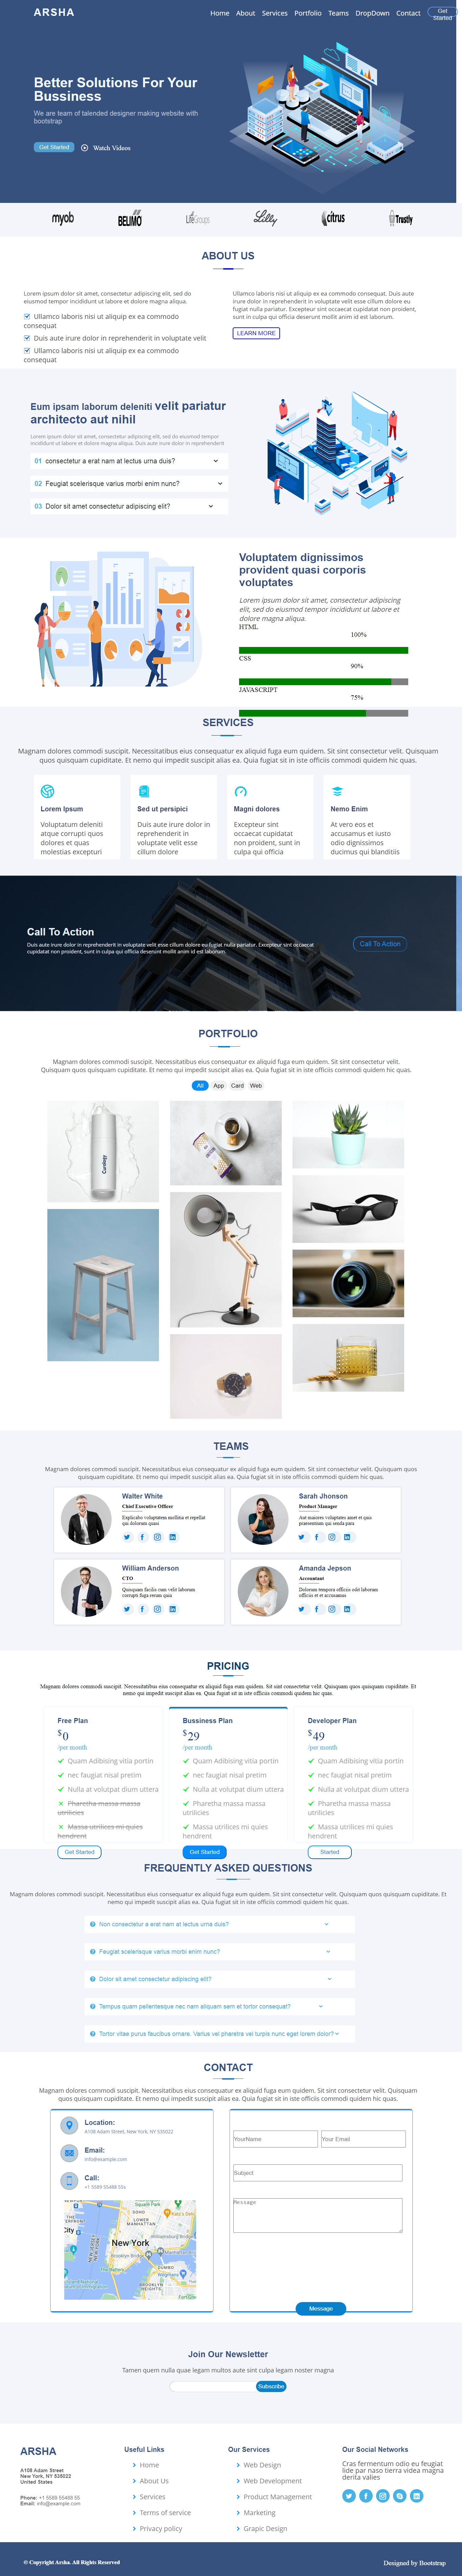 ARSHA
Home About Services Portfolio Teams DropDown Contact
Get
Started
Better Solutions For Your
Bussiness
We are team of talended designer making website with
bootstrap
Get Started Watch Videos
myob BELIMO LifeGroups Lilly citrus Trustly
ABOUT US
Lorem ipsum dolor sit amet, consectetur adipiscing elit, sed do
eiusmod tempor incididunt ut labore et dolore magna aliqua.
Ullamco laboris nisi ut aliquip ex ea commodo
consequat
Duis aute irure dolor in reprehenderit in voluptate velit
Ullamco laboris nisi ut aliquip ex ea commodo
consequat
Ullamco laboris nisi ut aliquip ex ea commodo consequat. Duis aute
irure dolor in reprehenderit in voluptate velit esse cillum dolore eu
fugiat nulla pariatur. Excepteur sint occaecat cupidatat non proident,
sunt in culpa qui officia deserunt mollit anim id est laborum.
LEARN MORE
Eum ipsam laborum deleniti velit pariatur
architecto aut nihil
Lorem ipsum dolor sit amet, consectetur adipiscing elit, sed do eiusmod tempor
incididunt ut labore et dolore magna aliqua. Duis aute irure dolor in reprehenderit
01 consectetur a erat nam at lectus urna duis?
02 Feugiat scelerisque varius morbi enim nunc?
03 Dolor sit amet consectetur adipiscing elit?
Voluptatem dignissimos
provident quasi corporis
voluptates
Lorem ipsum dolor sit amet, consectetur adipiscing
elit, sed do eiusmod tempor incididunt ut labore et
dolore magna aliqua.
HTML
100%
CSS
90%
JAVASCRIPT
75%
SERVICES
Magnam dolores commodi suscipit. Necessitatibus eius consequatur ex aliquid fuga eum quidem. Sit sint consectetur velit. Quisquam
quos quisquam cupiditate. Et nemo qui impedit suscipit alias ea. Quia fugiat sit in iste officiis commodi quidem hic quas.
Lorem Ipsum
Voluptatum deleniti
atque corrupti quos
dolores et quas
molestias excepturi
Sed ut persipici
Duis aute irure dolor in
reprehenderit in
voluptate velit esse
cillum dolore
Magni dolores
Excepteur sint
occaecat cupidatat
non proident, sunt in
culpa qui officia
Nemo Enim
At vero eos et
accusamus et iusto
odio dignissimos
ducimus qui blanditiis
Call To Action
Duis aute irure dolor in reprehenderit in voluptate velit esse cillum dolore eu fugiat nulla pariatur. Excepteur sint occaecat
cupidatat non proident, sunt in culpa qui officia deserunt mollit anim id est laborum.
Call To Action
PORTFOLIO
Magnam dolores commodi suscipit. Necessitatibus eius consequatur ex aliquid fuga eum quidem. Sit sint consectetur velit.
Quisquam quos quisquam cupiditate. Et nemo qui impedit suscipit alias ea. Quia fugiat sit in iste officiis commodi quidem hic quas.
All App Card Web
Curology
TEAMS
Magnam dolores commodi suscipit. Necessitatibus eius consequatur ex aliquid fuga eum quidem. Sit sint consectetur velit. Quisquam quos
quisquam cupiditate. Et nemo qui impedit suscipit alias ea. Quia fugiat sit in iste officiis commodi quidem hic quas.
Walter White
Chief Executive Officer
Explicabo voluptatem mollitia et repellat
qui dolorum quasi
Sarah Jhonson
Product Manager
Aut maiores voluptates amet et quis
praesentium qui senda para
William Anderson
CTO
Quisquam facilis cum velit laborum
corrupti fuga rerum quia
Amanda Jepson
Accountant
Dolorum tempora officiis odit laborum
officiis et et accusamus
PRICING
Magnam dolores commodi suscipit. Necessitatibus eius consequatur ex aliquid fuga eum quidem. Sit sint consectetur velit. Quisquam quos quisquam cupiditate. Et
nemo qui impedit suscipit alias ea. Quia fugiat sit in iste officiis commodi quidem hic quas.
Free Plan
$0
/per month
Quam Adibising vitia portin
nec faugiat nisal pretim
Nulla at volutpat dium uttera
Pharetha massa massa
utrilicies
Massa utrilices mi quies
hendrent
Get Started
Bussiness Plan
$29
/per month
Quam Adibising vitia portin
nec faugiat nisal pretim
Nulla at volutpat dium uttera
Pharetha massa massa
utrilicies
Massa utrilices mi quies
hendrent
Get Started
Developer Plan
$49
/per month
Quam Adibising vitia portin
nec faugiat nisal pretim
Nulla at volutpat dium uttera
Pharetha massa massa
utrilicies
Massa utrilices mi quies
hendrent
Started
FREQUENTLY ASKED QUESTIONS
Magnam dolores commodi suscipit. Necessitatibus eius consequatur ex aliquid fuga eum quidem. Sit sint consectetur velit. Quisquam quos quisquam cupiditate. Et
nemo qui impedit suscipit alias ea. Quia fugiat sit in iste officiis commodi quidem hic quas.
Non consectetur a erat nam at lectus urna duis?
Feugiat scelerisque varius morbi enim nunc?
Dolor sit amet consectetur adipiscing elit?
Tempus quam pellentesque nec nam aliquam sem et tortor consequat?
Tortor vitae purus faucibus ornare. Varius vel pharetra vel turpis nunc eget lorem dolor?
CONTACT
Magnam dolores commodi suscipit. Necessitatibus eius consequatur ex aliquid fuga eum quidem. Sit sint consectetur velit. Quisquam
quos quisquam cupiditate. Et nemo qui impedit suscipit alias ea. Quia fugiat sit in iste officiis commodi quidem hic quas.
Location:
A108 Adam Street, New York, NY 535022
Email:
info@example.com
Call:
+1 5589 55488 55s
New York
YourName
Your Email
Subject
Message
Message
Join Our Newsletter
Tamen quem nulla quae legam multos aute sint culpa legam noster magna
Subscribe
ARSHA
A108 Adam Street
New York, NY 535022
United States
Phone: +1 5589 55488 55
Email: info@example.com
Useful Links
Home
About Us
Services
Terms of service
Privacy policy
Our Services
Web Design
Web Development
Product Management
Marketing
Grapic Design
Our Social Networks
Cras fermentum odio eu feugiat
lide par naso tierra videa magna
derita valies
© Copyright Arsha. All Rights Reserved
Designed by Bootstrap